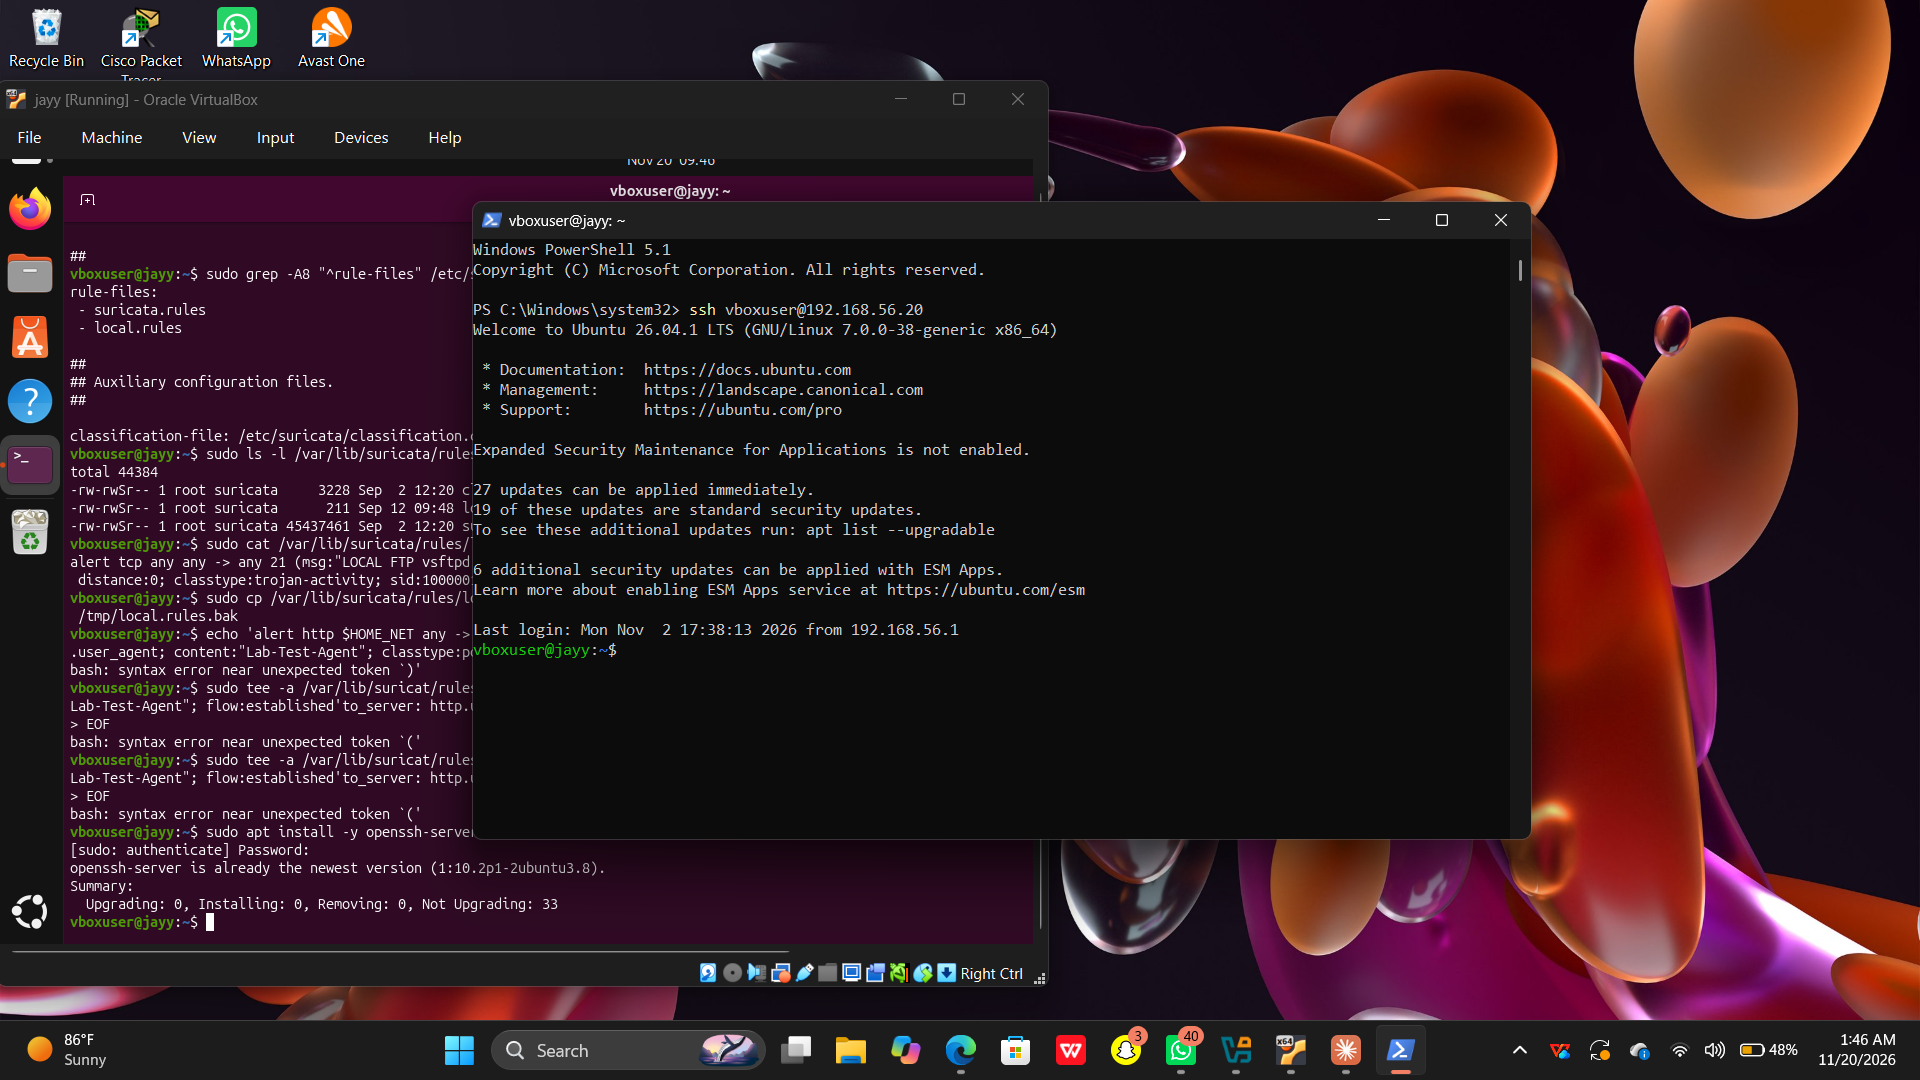 Recycle Bin
Cisco Packet
Tracer
WhatsApp
Avast One
jayy [Running] - Oracle VirtualBox
File Machine View Input Devices Help
Nov 20 09:46
vboxuser@jayy: ~
##
vboxuser@jayy:~$ sudo grep -A8 "^rule-files" /etc/
rule-files:
 - suricata.rules
 - local.rules
##
## Auxiliary configuration files.
##
classification-file: /etc/suricata/classification.
vboxuser@jayy:~$ sudo ls -l /var/lib/suricata/rule
total 44384
-rw-rwSr-- 1 root suricata     3228 Sep  2 12:20
-rw-rwSr-- 1 root suricata      211 Sep 12 09:48
-rw-rwSr-- 1 root suricata 45437461 Sep  2 12:20
vboxuser@jayy:~$ sudo cat /var/lib/suricata/rules/
alert tcp any any -> any 21 (msg:"LOCAL FTP vsftpd
 distance:0; classtype:trojan-activity; sid:100000
vboxuser@jayy:~$ sudo cp /var/lib/suricata/rules/
 /tmp/local.rules.bak
vboxuser@jayy:~$ echo 'alert http $HOME_NET any ->
.user_agent; content:"Lab-Test-Agent"; classtype:
bash: syntax error near unexpected token `)'
vboxuser@jayy:~$ sudo tee -a /var/lib/suricat/rule
Lab-Test-Agent"; flow:established'to_server: http.
> EOF
bash: syntax error near unexpected token `('
vboxuser@jayy:~$ sudo tee -a /var/lib/suricat/rule
Lab-Test-Agent"; flow:established'to_server: http.
> EOF
bash: syntax error near unexpected token `('
vboxuser@jayy:~$ sudo apt install -y openssh-serve
[sudo: authenticate] Password:
openssh-server is already the newest version (1:10.2p1-2ubuntu3.8).
Summary:
  Upgrading: 0, Installing: 0, Removing: 0, Not Upgrading: 33
vboxuser@jayy:~$
Right Ctrl
vboxuser@jayy: ~
Windows PowerShell 5.1
Copyright (C) Microsoft Corporation. All rights reserved.
PS C:\Windows\system32> ssh vboxuser@192.168.56.20
Welcome to Ubuntu 26.04.1 LTS (GNU/Linux 7.0.0-38-generic x86_64)
 * Documentation:  https://docs.ubuntu.com
 * Management:     https://landscape.canonical.com
 * Support:        https://ubuntu.com/pro
Expanded Security Maintenance for Applications is not enabled.
27 updates can be applied immediately.
19 of these updates are standard security updates.
To see these additional updates run: apt list --upgradable
6 additional security updates can be applied with ESM Apps.
Learn more about enabling ESM Apps service at https://ubuntu.com/esm
Last login: Mon Nov  2 17:38:13 2026 from 192.168.56.1
vboxuser@jayy:~$
86°F
Sunny
Search
3
40
48%
1:46 AM
11/20/2026